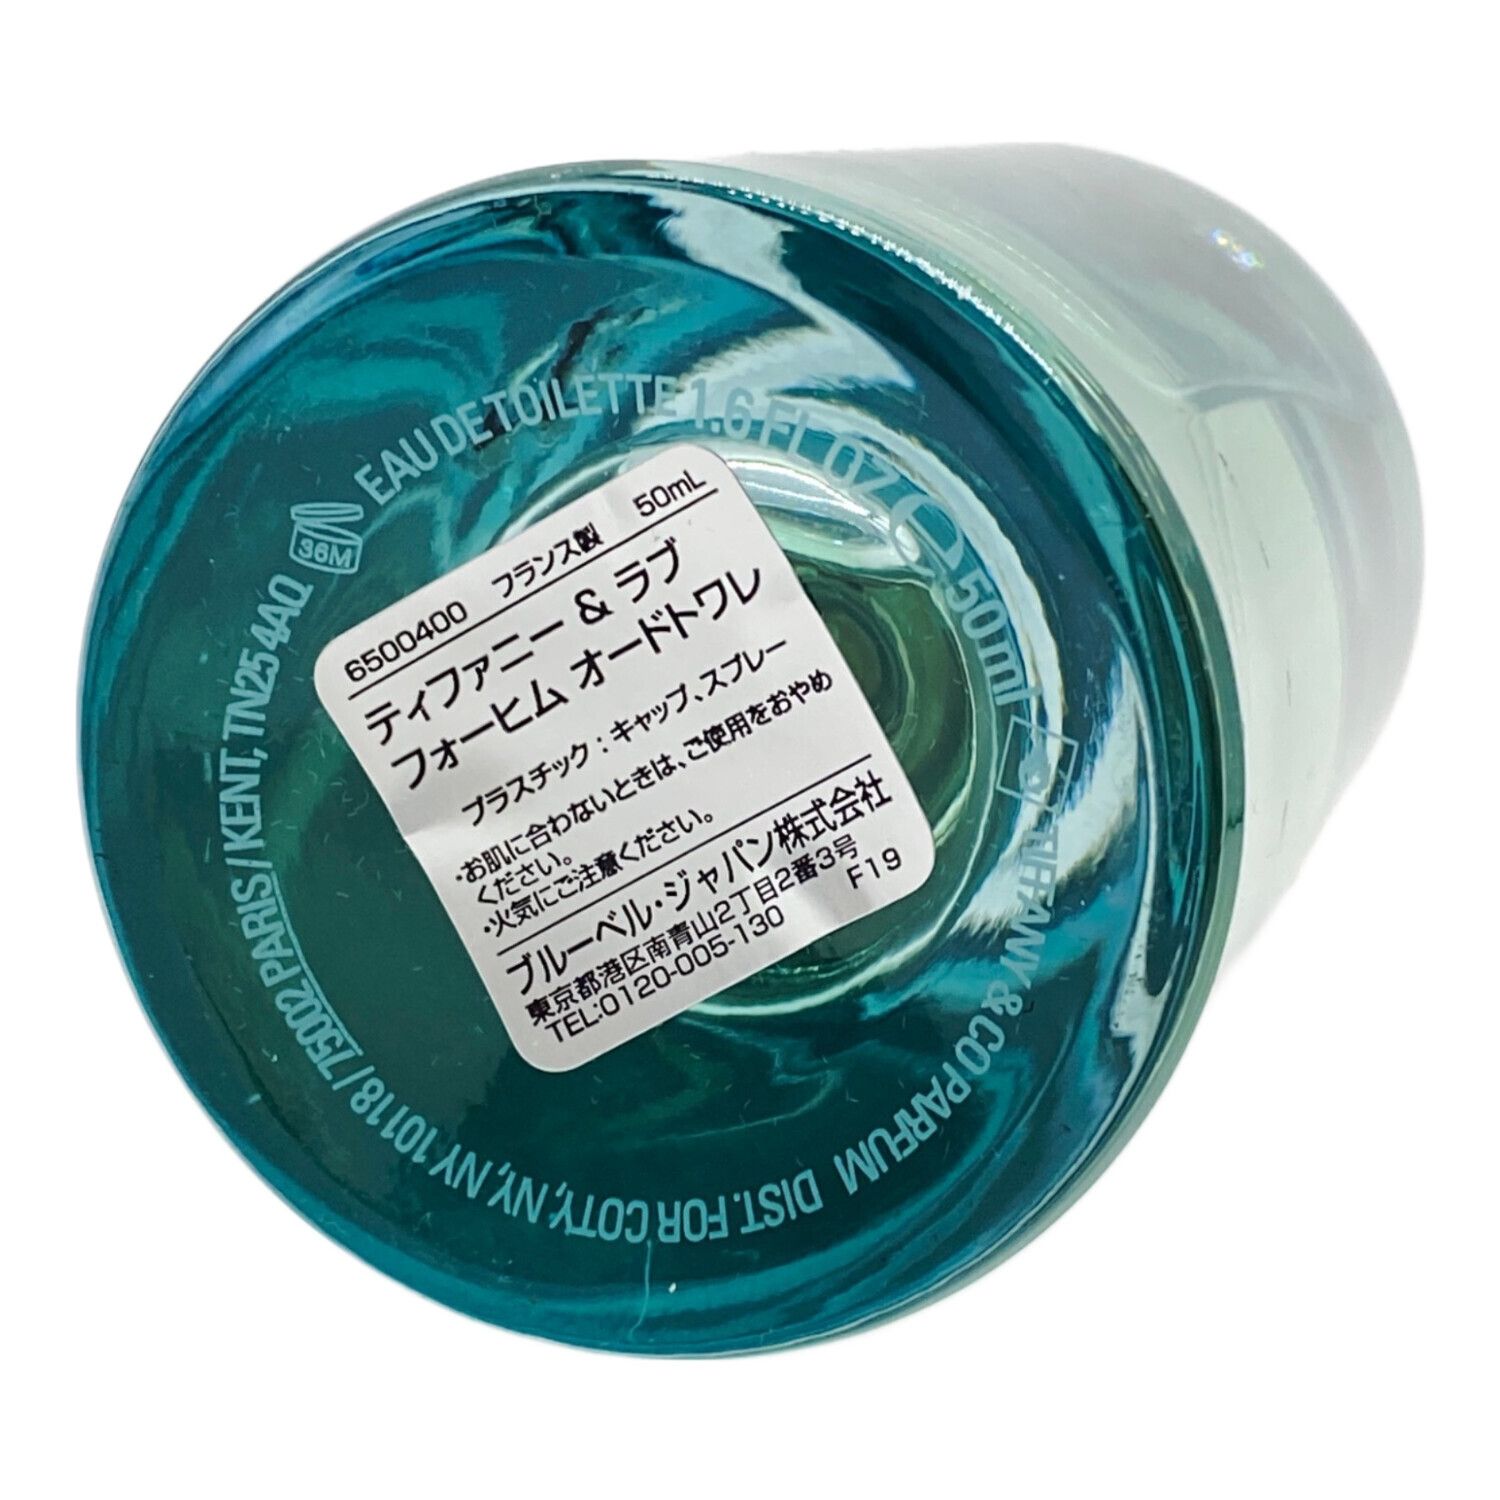 EAU DE TOILETTE 1.6 FL OZ ℮ 50ml
TIFFANY & CO PARFUM DIST. FOR COTY, NY, NY 10118 / 75002 PARIS / KENT, TN25 4AQ
36M
6500400 フランス製 50mL
ティファニー & ラブ
フォーヒム オードトワレ
プラスチック：キャップ、スプレー
・お肌に合わないときは、ご使用をおやめ
ください。
・火気にご注意ください。
ブルーベル・ジャパン株式会社
東京都港区南青山2丁目2番3号
TEL:0120-005-130 F19